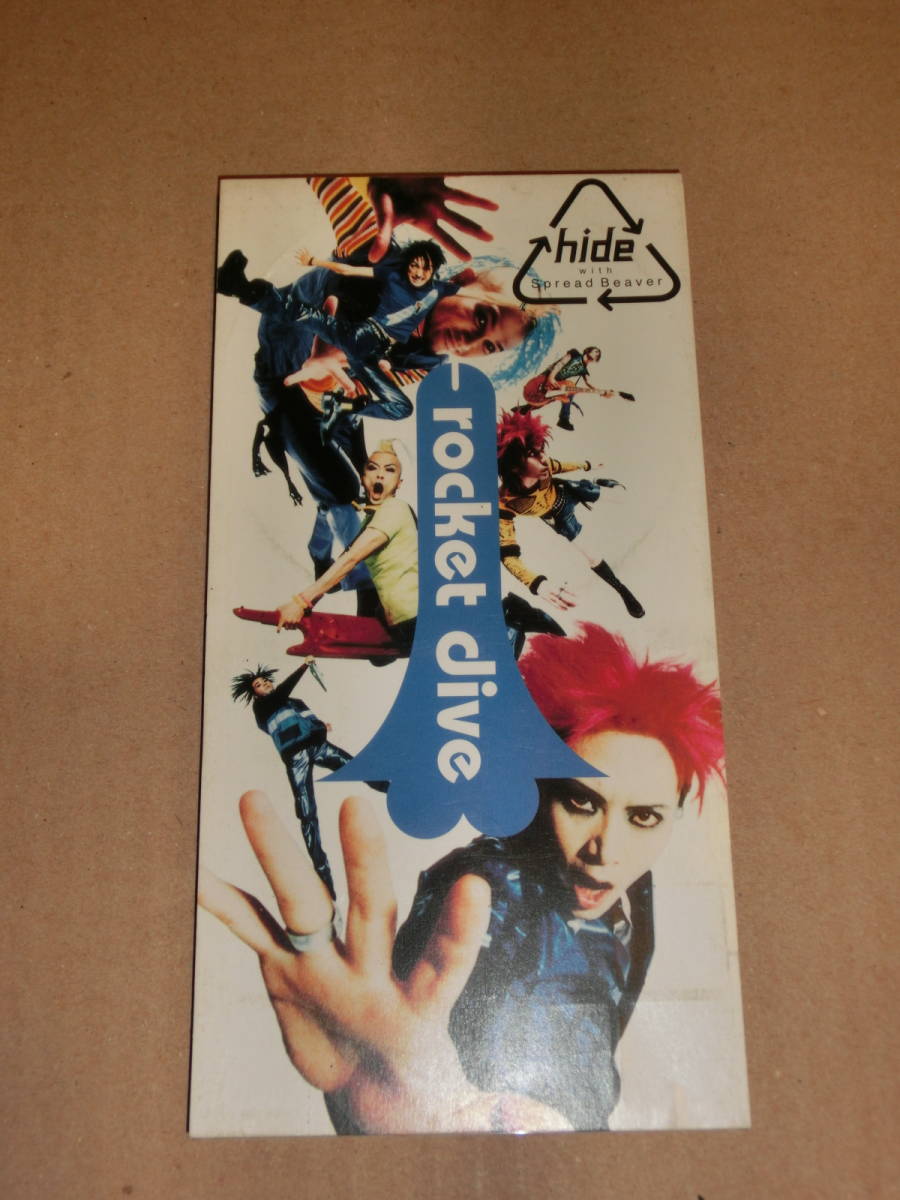 hide
with
Spread Beaver
rocket dive